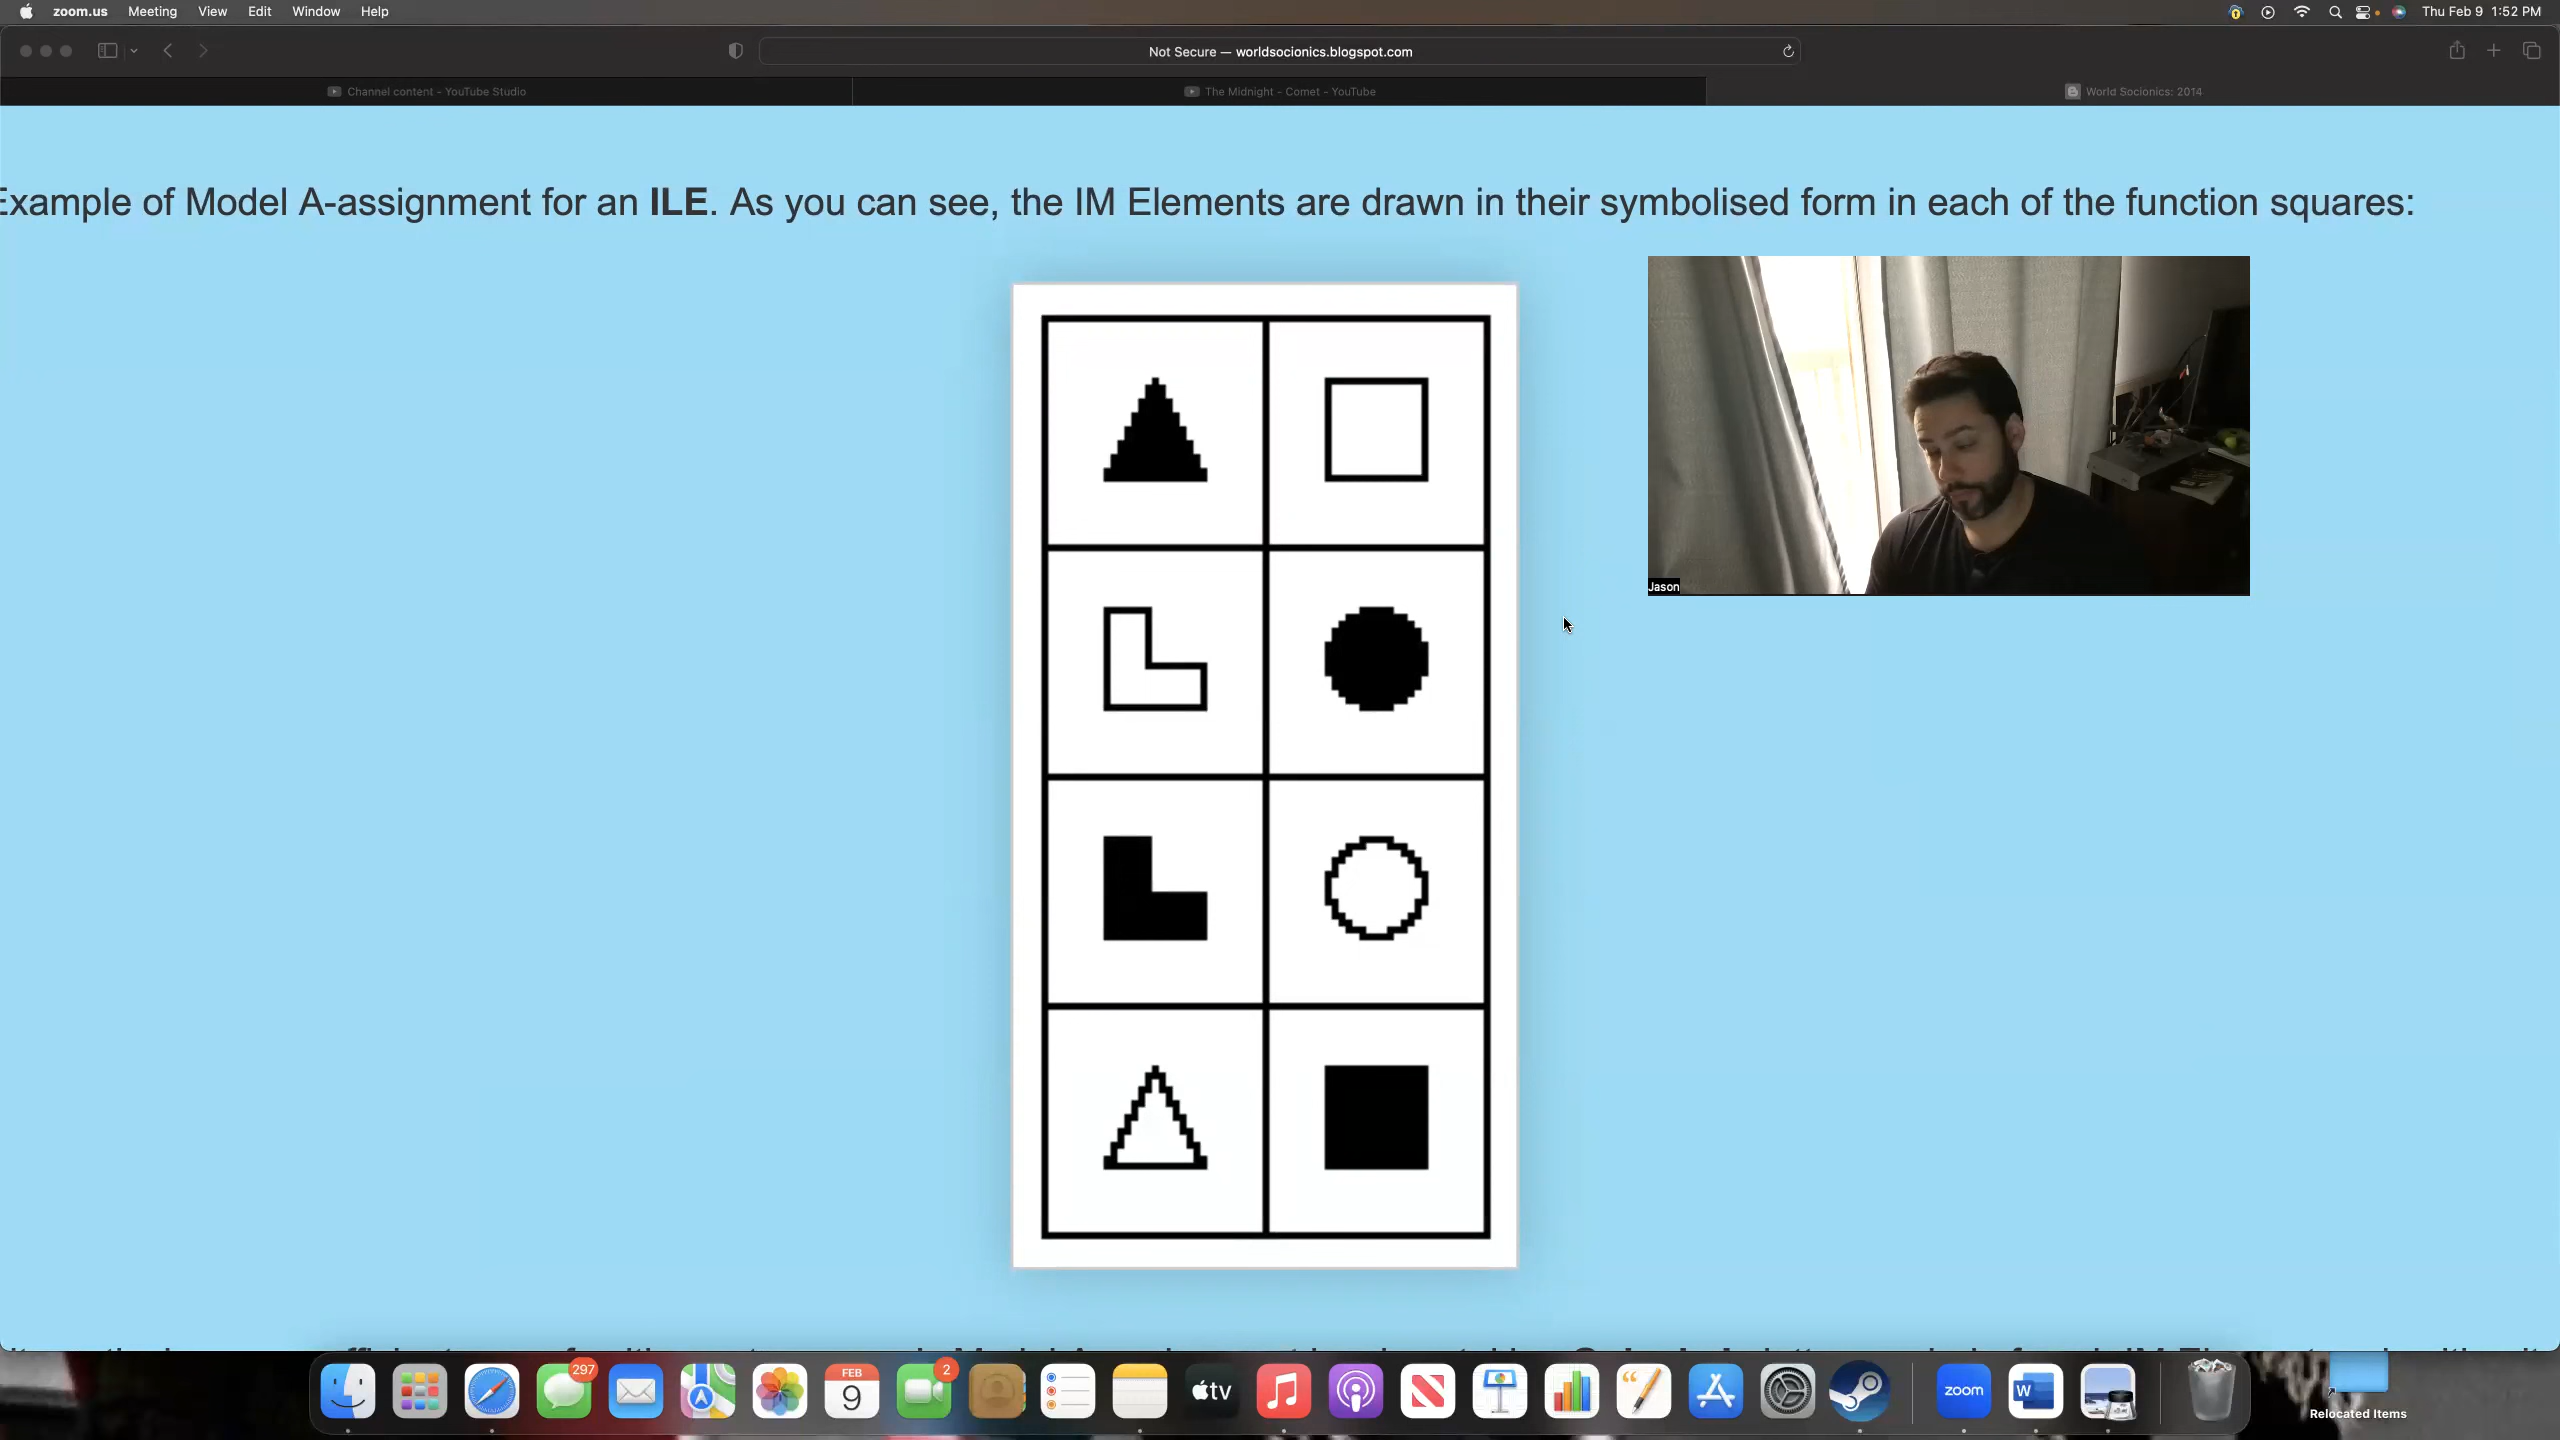 zoom.us Meeting View Edit Window Help
Thu Feb 9 1:52 PM
Not Secure — worldsocionics.blogspot.com
Channel content - YouTube Studio
The Midnight - Comet - YouTube
World Socionics: 2014
Example of Model A-assignment for an ILE. As you can see, the IM Elements are drawn in their symbolised form in each of the function squares:
Jason
297
FEB
9
2
tv
zoom
W
Relocated Items